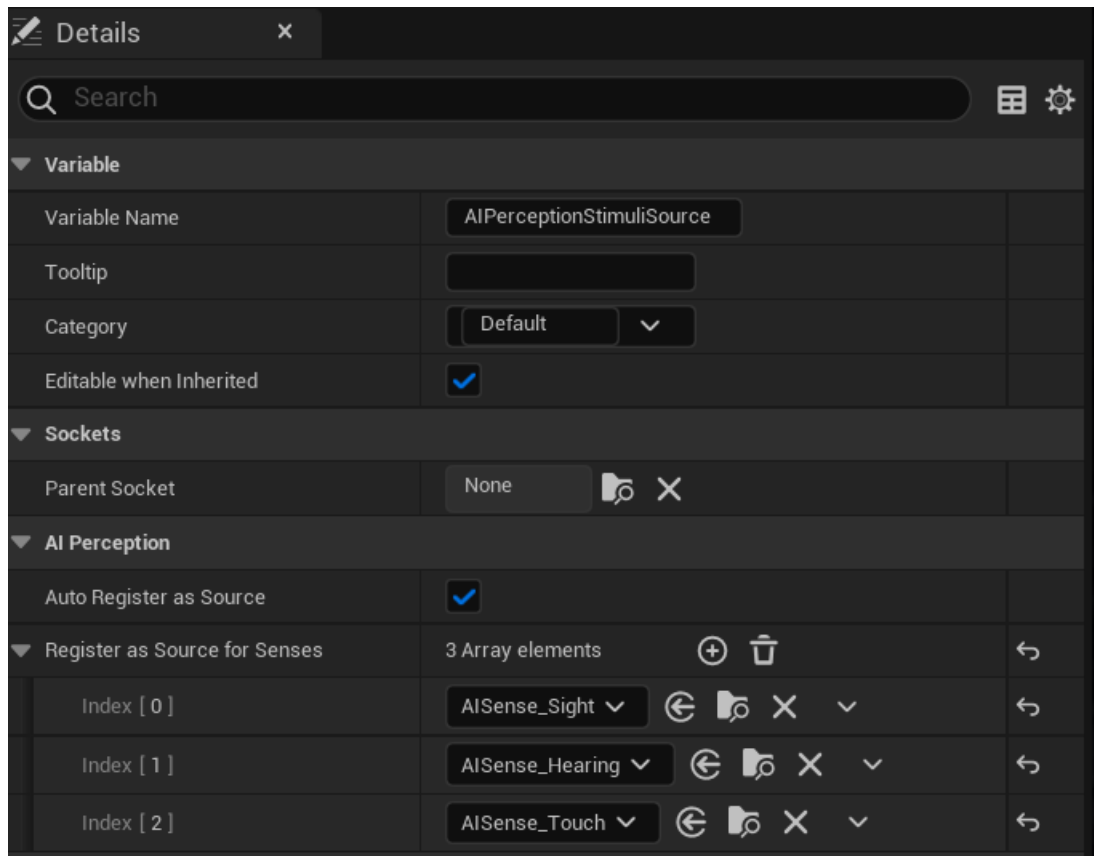 Details
Search
Variable
Variable Name AIPerceptionStimuliSource
Tooltip
Category Default
Editable when Inherited
Sockets
Parent Socket None
AI Perception
Auto Register as Source
Register as Source for Senses 3 Array elements
Index [ 0 ] AISense_Sight
Index [ 1 ] AISense_Hearing
Index [ 2 ] AISense_Touch